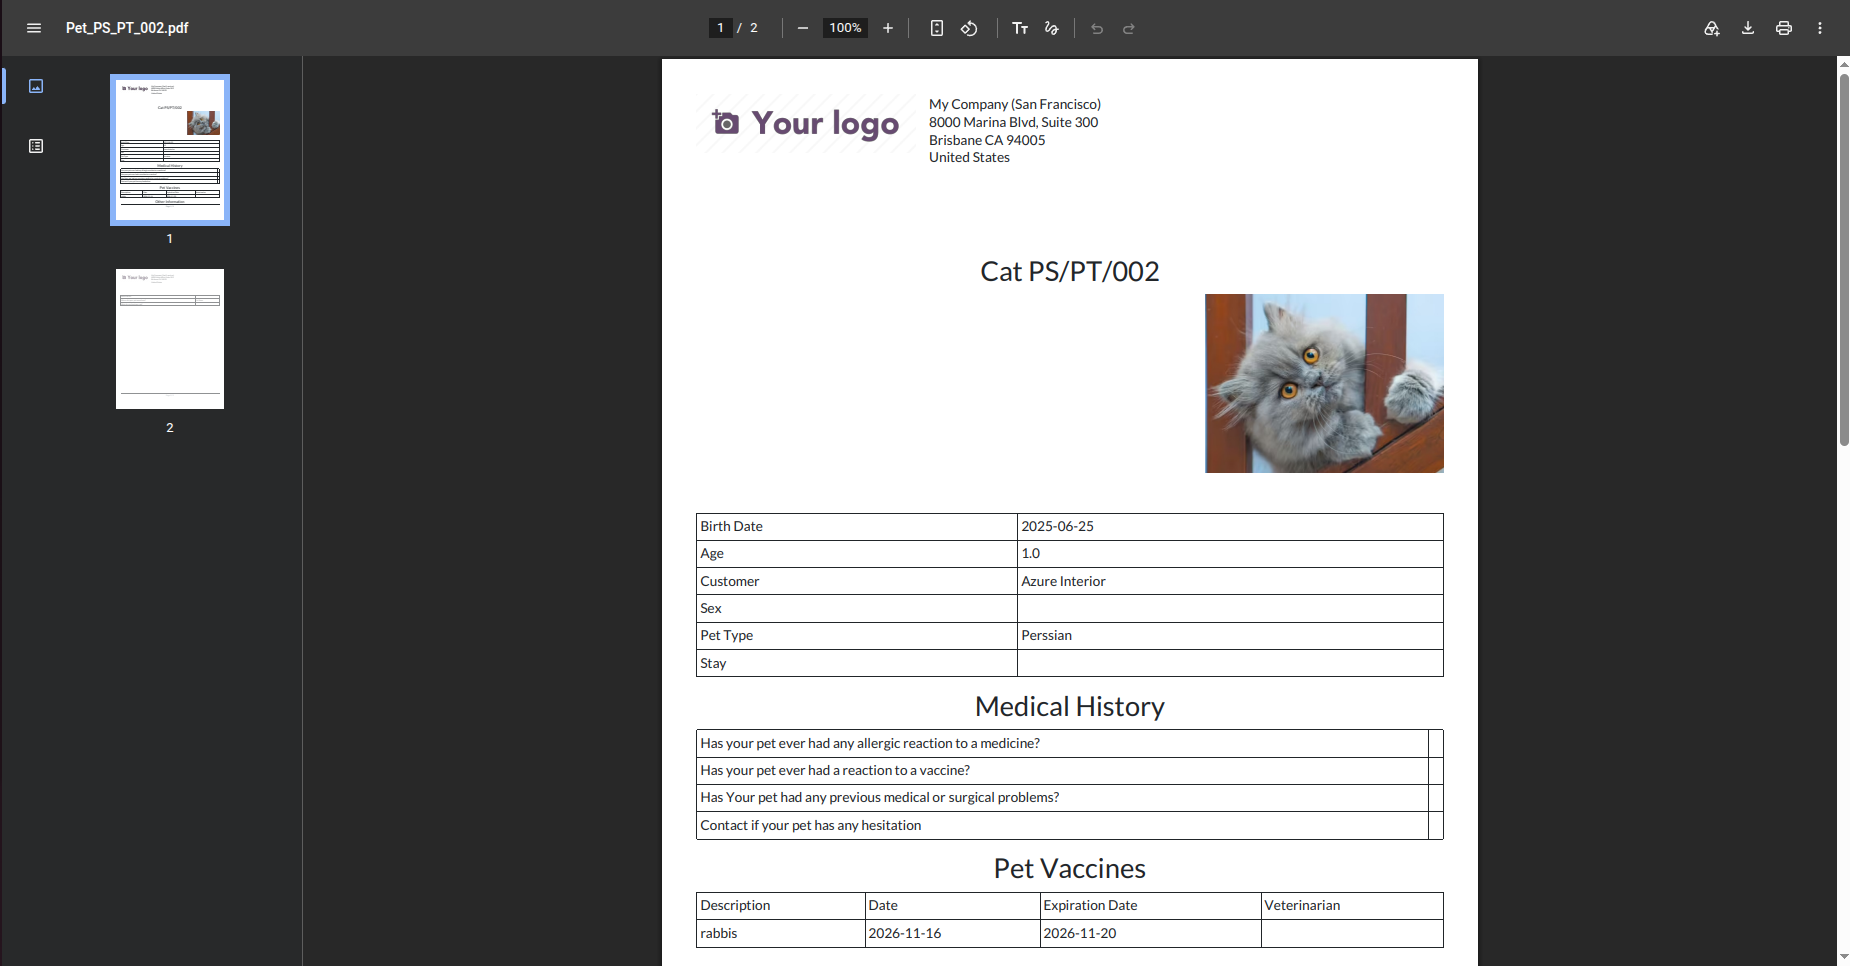 Pet_PS_PT_002.pdf
1 / 2
100%
1
2
Your logo
My Company (San Francisco)
8000 Marina Blvd, Suite 300
Brisbane CA 94005
United States
Cat PS/PT/002
Birth Date 2025-06-25
Age 1.0
Customer Azure Interior
Sex
Pet Type Perssian
Stay
Medical History
Has your pet ever had any allergic reaction to a medicine?
Has your pet ever had a reaction to a vaccine?
Has Your pet had any previous medical or surgical problems?
Contact if your pet has any hesitation
Pet Vaccines
Description Date Expiration Date Veterinarian
rabbis 2026-11-16 2026-11-20